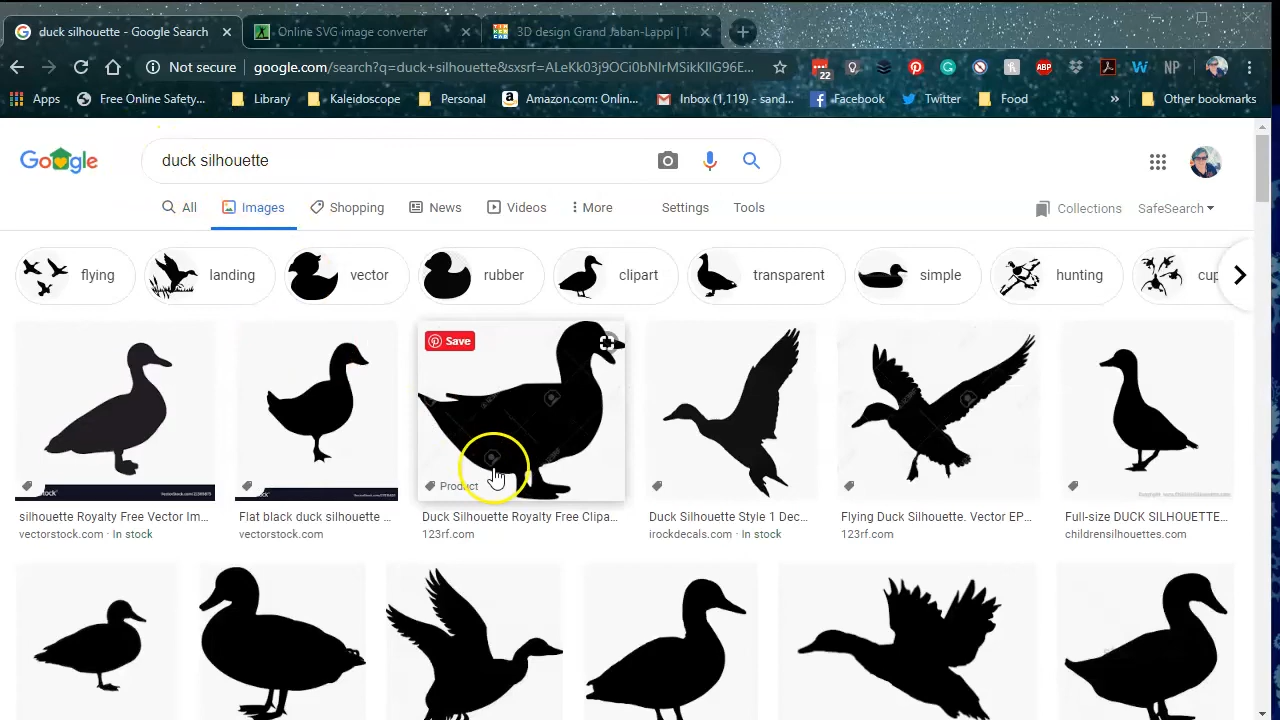 duck silhouette - Google Search
Online SVG image converter
3D design Grand Jaban-Lappi | T
Not secure
google.com/search?q=duck+silhouette&sxsrf=ALeKk03j9OCi0bNIrMSikKIlG96E...
22
ABP
W
NP
Apps
Free Online Safety...
Library
Kaleidoscope
Personal
Amazon.com: Onlin...
Inbox (1,119) - sand...
Facebook
Twitter
Food
»
Other bookmarks
duck silhouette
All
Images
Shopping
News
Videos
More
Settings
Tools
Collections
SafeSearch
flying
landing
vector
rubber
clipart
transparent
simple
hunting
cup
Save
Product
silhouette Royalty Free Vector Im...
vectorstock.com · In stock
Flat black duck silhouette ...
vectorstock.com
Duck Silhouette Royalty Free Clipa...
123rf.com
Duck Silhouette Style 1 Dec...
irockdecals.com · In stock
Flying Duck Silhouette. Vector EP...
123rf.com
Full-size DUCK SILHOUETTE...
childrensilhouettes.com